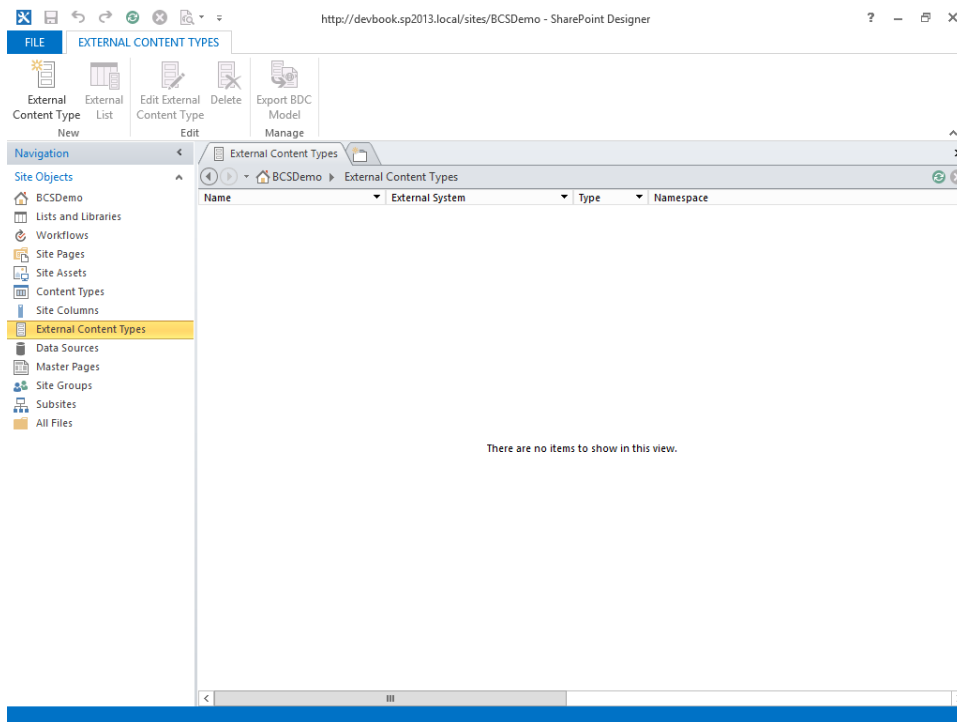 http://devbook.sp2013.local/sites/BCSDemo - SharePoint Designer
?
FILE EXTERNAL CONTENT TYPES
External Content Type
External List
Edit External Content Type
Delete
Export BDC Model
New Edit Manage
Navigation
External Content Types
Site Objects
BCSDemo External Content Types
Name External System Type Namespace
BCSDemo
Lists and Libraries
Workflows
Site Pages
Site Assets
Content Types
Site Columns
External Content Types
Data Sources
Master Pages
Site Groups
Subsites
All Files
There are no items to show in this view.